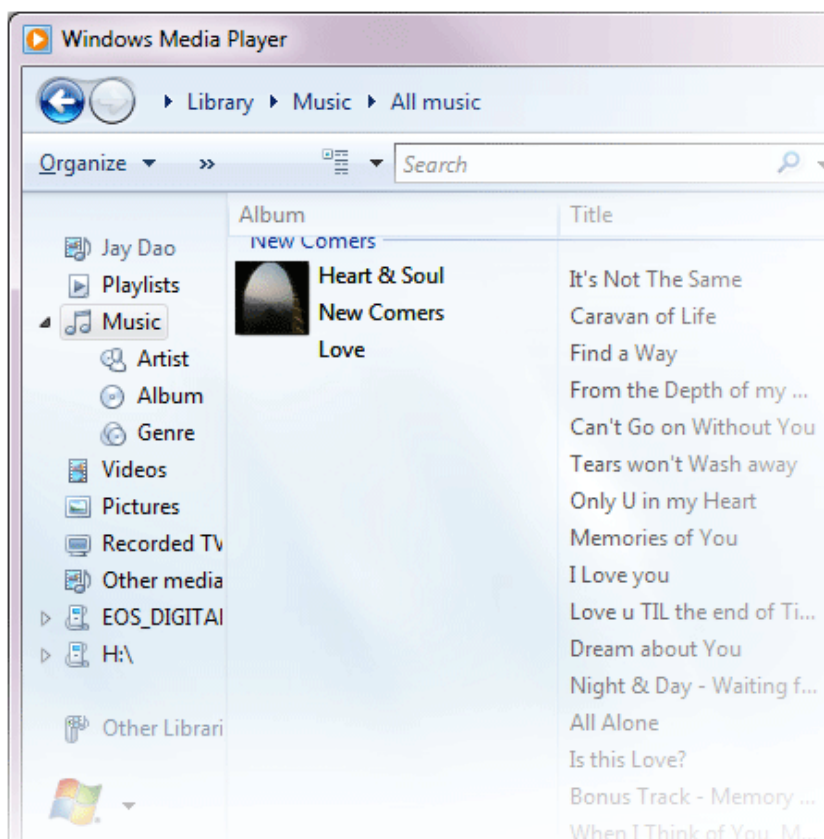 Windows Media Player
Library Music All music
Organize » Search
Album Title
Jay Dao
Playlists
Music
Artist
Album
Genre
Videos
Pictures
Recorded TV
Other media
EOS_DIGITAL
H:\
Other Librari
New Comers
Heart & Soul
New Comers
Love
It's Not The Same
Caravan of Life
Find a Way
From the Depth of my ...
Can't Go on Without You
Tears won't Wash away
Only U in my Heart
Memories of You
I Love you
Love u TIL the end of Ti...
Dream about You
Night & Day - Waiting f...
All Alone
Is this Love?
Bonus Track - Memory ...
When I Think of You, M...